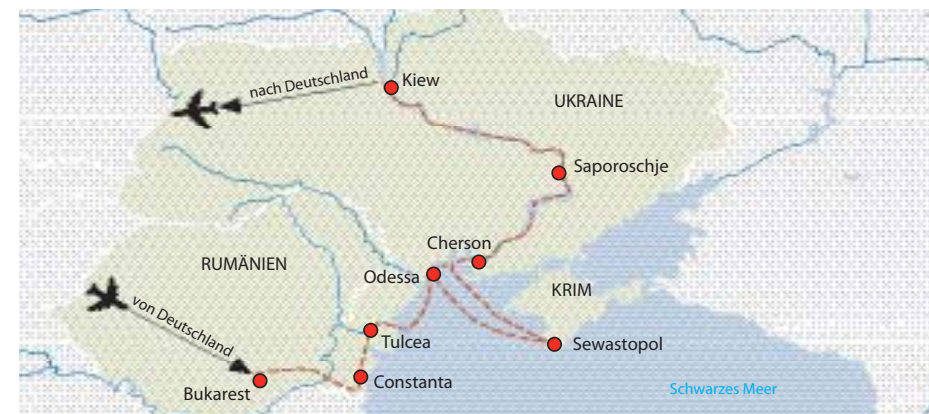 nach Deutschland
Kiew
UKRAINE
Saporoschje
Cherson
RUMÄNIEN
Odessa
KRIM
von Deutschland
Tulcea
Sewastopol
Constanta
Bukarest
Schwarzes Meer